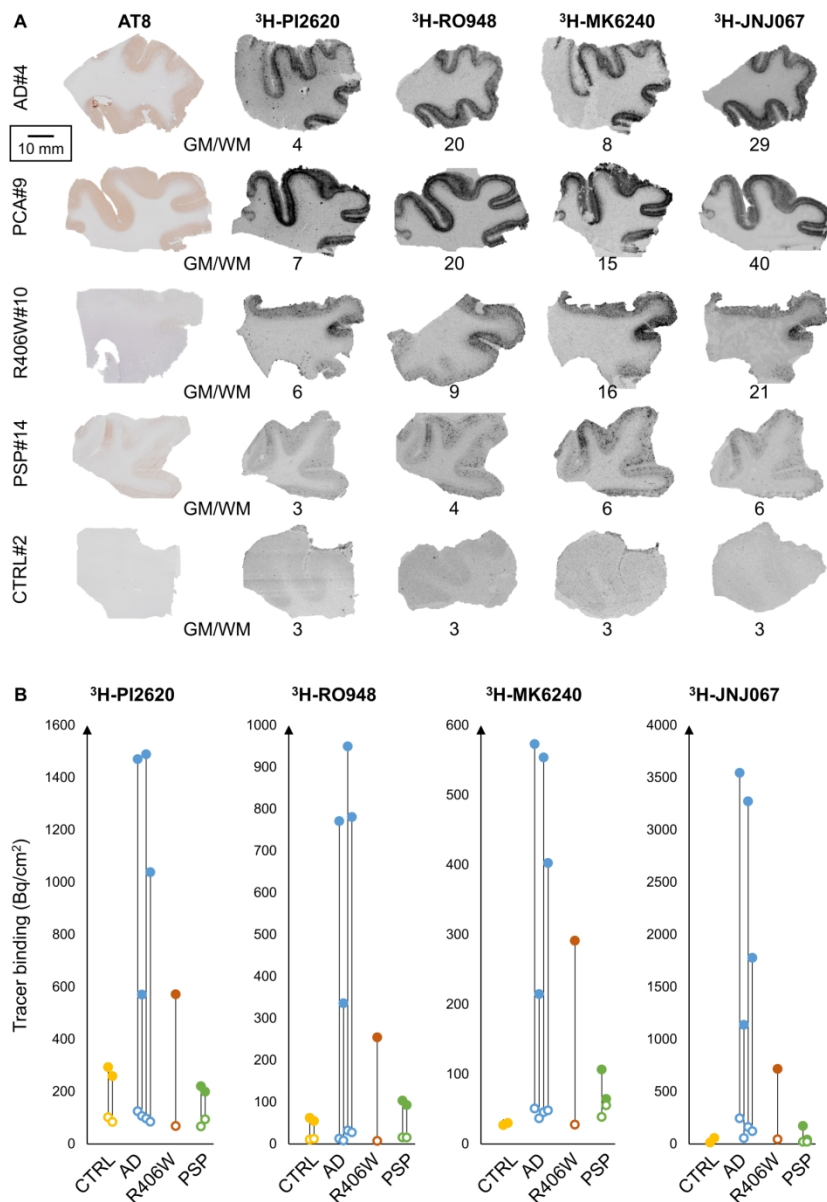 A AT8 ³H-PI2620 ³H-RO948 ³H-MK6240 ³H-JNJ067
AD#4
10 mm
GM/WM 4 20 8 29
PCA#9
GM/WM 7 20 15 40
R406W#10
GM/WM 6 9 16 21
PSP#14
GM/WM 3 4 6 6
CTRL#2
GM/WM 3 3 3 3
B ³H-PI2620 ³H-RO948 ³H-MK6240 ³H-JNJ067
Tracer binding (Bq/cm²)
1600
1400
1200
1000
800
600
400
200
0
CTRL AD R406W PSP
1000
900
800
700
600
500
400
300
200
100
0
CTRL AD R406W PSP
600
500
400
300
200
100
0
CTRL AD R406W PSP
4000
3500
3000
2500
2000
1500
1000
500
0
CTRL AD R406W PSP